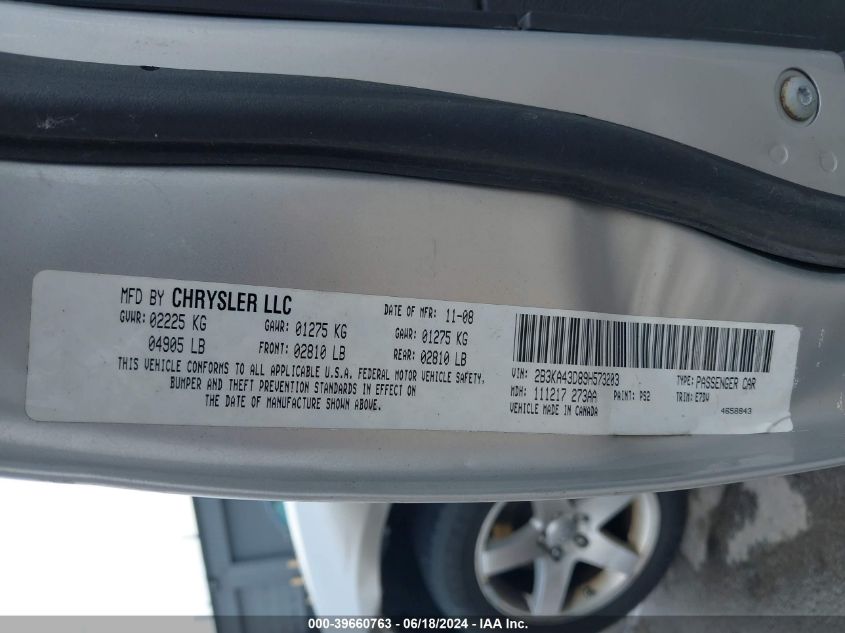 MFD BY CHRYSLER LLC
DATE OF MFR: 11-08
GVWR: 02225 KG
GAWR: 01275 KG
GAWR: 01275 KG
04905 LB
FRONT: 02810 LB
REAR: 02810 LB
THIS VEHICLE CONFORMS TO ALL APPLICABLE U.S.A. FEDERAL MOTOR VEHICLE SAFETY,
BUMPER AND THEFT PREVENTION STANDARDS IN EFFECT ON
THE DATE OF MANUFACTURE SHOWN ABOVE.
VIN: 2B3KA43D89H573203
TYPE: PASSENGER CAR
MDH: 111217 273AA
PAINT: PS2
TRIM: E7DV
VEHICLE MADE IN CANADA
4658843
000-39660763 - 06/18/2024 - IAAI.com